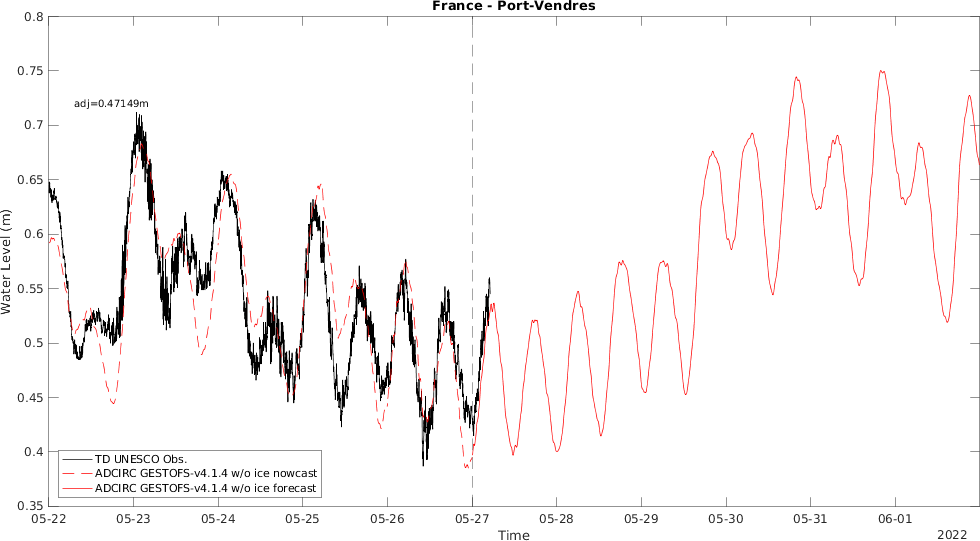 France - Port-Vendres
0.8
0.75
0.7
0.65
0.6
0.55
0.5
0.45
0.4
0.35
Water Level (m)
adj=0.47149m
TD UNESCO Obs.
ADCIRC GESTOFS-v4.1.4 w/o ice nowcast
ADCIRC GESTOFS-v4.1.4 w/o ice forecast
05-22 05-23 05-24 05-25 05-26 05-27 05-28 05-29 05-30 05-31 06-01
Time
2022